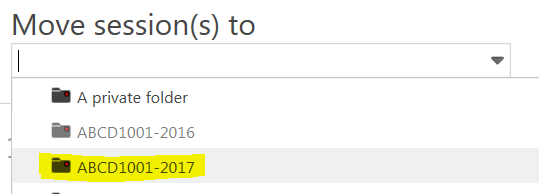 Move session(s) to
A private folder
ABCD1001-2016
ABCD1001-2017